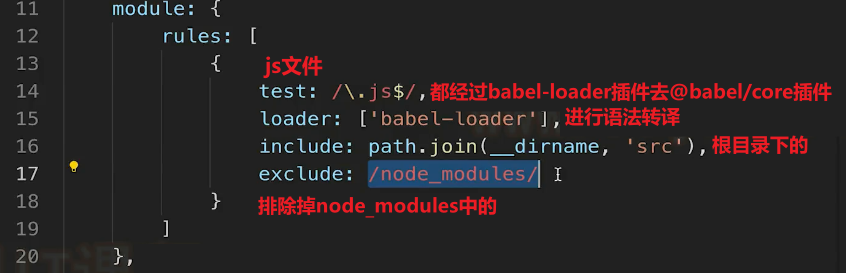 11 module: {
12 rules: [
13 { js文件
14 test: /\.js$/,都经过babel-loader插件去@babel/core插件
15 loader: ['babel-loader'],进行语法转译
16 include: path.join(__dirname, 'src'),根目录下的
17 exclude: /node_modules/
18 } 排除掉node_modules中的
19 ]
20 },